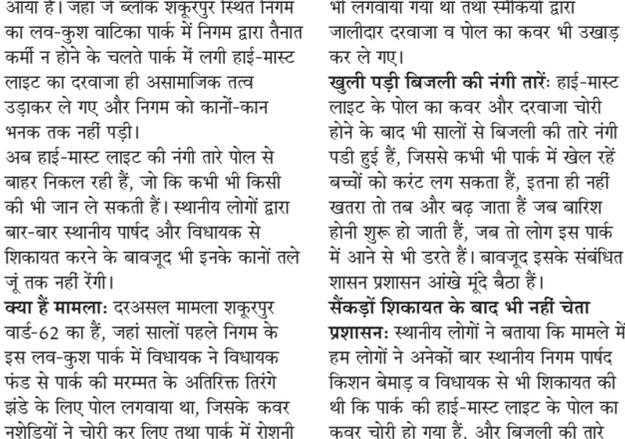 आया है। जहां जे ब्लॉक शकूरपुर स्थित निगम
का लव-कुश वाटिका पार्क में निगम द्वारा तैनात
कर्मी न होने के चलते पार्क में लगी हाई-मास्ट
लाइट का दरवाजा ही असामाजिक तत्व
उड़ाकर ले गए और निगम को कानों-कान
भनक तक नहीं पड़ी।
अब हाई-मास्ट लाइट की नंगी तारे पोल से
बाहर निकल रही हैं, जो कि कभी भी किसी
की भी जान ले सकती हैं। स्थानीय लोगों द्वारा
बार-बार स्थानीय पार्षद और विधायक से
शिकायत करने के बावजूद भी इनके कानों तले
जूं तक नहीं रेंगी।
क्या हैं मामला: दरअसल मामला शकूरपुर
वार्ड-62 का हैं, जहां सालों पहले निगम के
इस लव-कुश पार्क में विधायक ने विधायक
फंड से पार्क की मरम्मत के अतिरिक्त तिरंगे
झंडे के लिए पोल लगवाया था, जिसके कवर
नशेड़ियों ने चोरी कर लिए तथा पार्क में रोशनी
भी लगवाया गया था तथा स्मैकियों द्वारा
जालीदार दरवाजा व पोल का कवर भी उखाड़
कर ले गए।
खुली पड़ी बिजली की नंगी तारें: हाई-मास्ट
लाइट के पोल का कवर और दरवाजा चोरी
होने के बाद भी सालों से बिजली की तारे नंगी
पडी हुई हैं, जिससे कभी भी पार्क में खेल रहें
बच्चों को करंट लग सकता हैं, इतना ही नहीं
खतरा तो तब और बढ़ जाता हैं जब बारिश
होनी शुरू हो जाती हैं, जब तो लोग इस पार्क
में आने से भी डरते हैं। बावजूद इसके संबंधित
शासन प्रशासन आंखे मूंदे बैठा हैं।
सैंकड़ों शिकायत के बाद भी नहीं चेता
प्रशासन: स्थानीय लोगों ने बताया कि मामले में
हम लोगों ने अनेकों बार स्थानीय निगम पार्षद
किशन बेमाड़ व विधायक से भी शिकायत की
थी कि पार्क की हाई-मास्ट लाइट के पोल का
कवर चोरी हो गया हैं, और बिजली की तारे